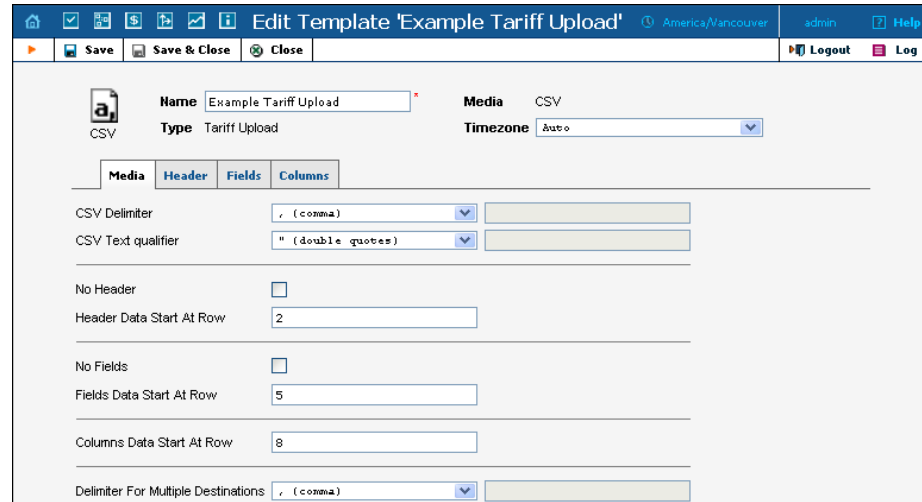 Edit Template 'Example Tariff Upload' America/Vancouver admin ? Help
Save Save & Close Close Logout Log
a,
CSV
Name Example Tariff Upload * Media CSV
Type Tariff Upload Timezone Auto
Media Header Fields Columns
CSV Delimiter , (comma)
CSV Text qualifier " (double quotes)
No Header
Header Data Start At Row 2
No Fields
Fields Data Start At Row 5
Columns Data Start At Row 8
Delimiter For Multiple Destinations , (comma)